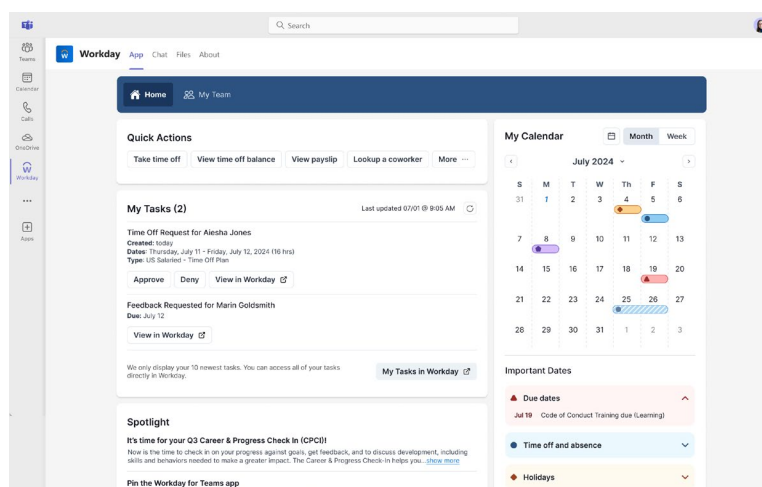 Search
Teams
Calendar
Calls
OneDrive
Workday
Apps
Workday App Chat Files About
Home My Team
Quick Actions
Take time off View time off balance View payslip Lookup a coworker More ...
My Tasks (2) Last updated 07/01 @ 9:05 AM
Time Off Request for Aiesha Jones
Created: today
Dates: Thursday, July 11 - Friday, July 12, 2024 (16 hrs)
Type: US Salaried - Time Off Plan
Approve Deny View in Workday
Feedback Requested for Marin Goldsmith
Due: July 12
View in Workday
We only display your 10 newest tasks. You can access all of your tasks
directly in Workday.
My Tasks in Workday
Spotlight
It's time for your Q3 Career & Progress Check In (CPCI)!
Now is the time to check in on your progress against goals, get feedback, and to discuss development, including
skills and behaviors needed to make a greater impact. The Career & Progress Check-in helps you...show more
Pin the Workday for Teams app
My Calendar Month Week
July 2024
S M T W Th F S
31 1 2 3 4 5 6
7 8 9 10 11 12 13
14 15 16 17 18 19 20
21 22 23 24 25 26 27
28 29 30 31 1 2 3
Important Dates
Due dates
Jul 19 Code of Conduct Training due (Learning)
Time off and absence
Holidays